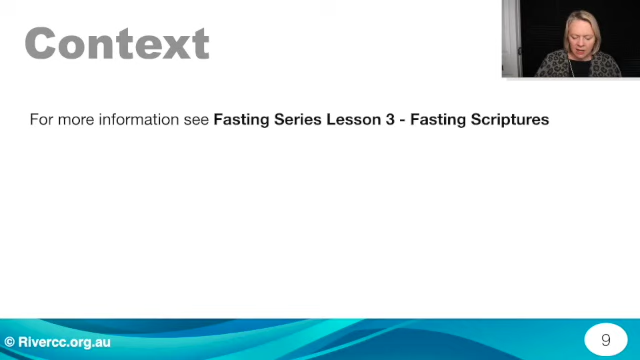 Context
For more information see Fasting Series Lesson 3 - Fasting Scriptures
© Rivercc.org.au
9